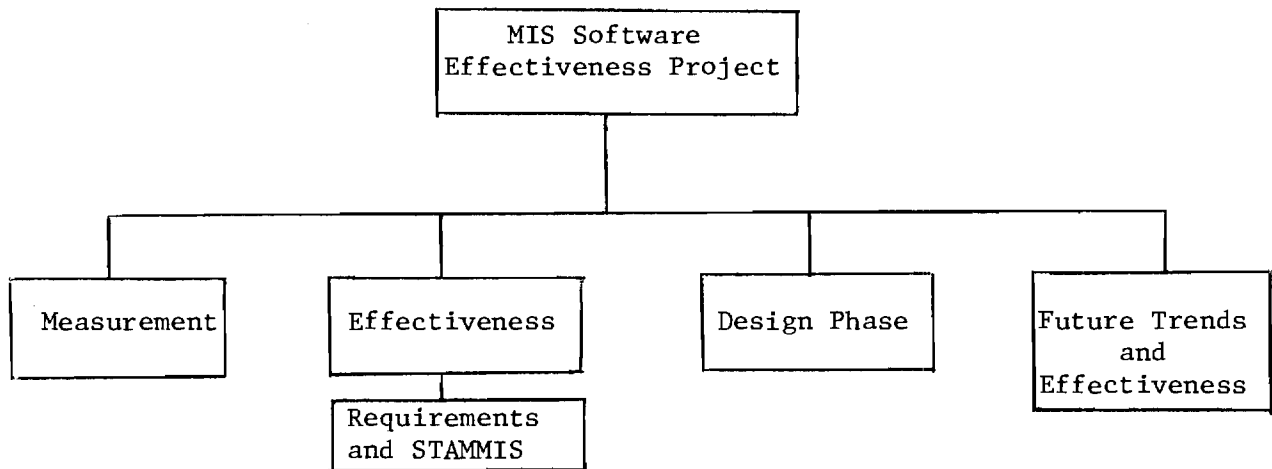 MIS Software
Effectiveness Project
Measurement
Effectiveness
Design Phase
Future Trends
and
Effectiveness
Requirements
and STAMMIS